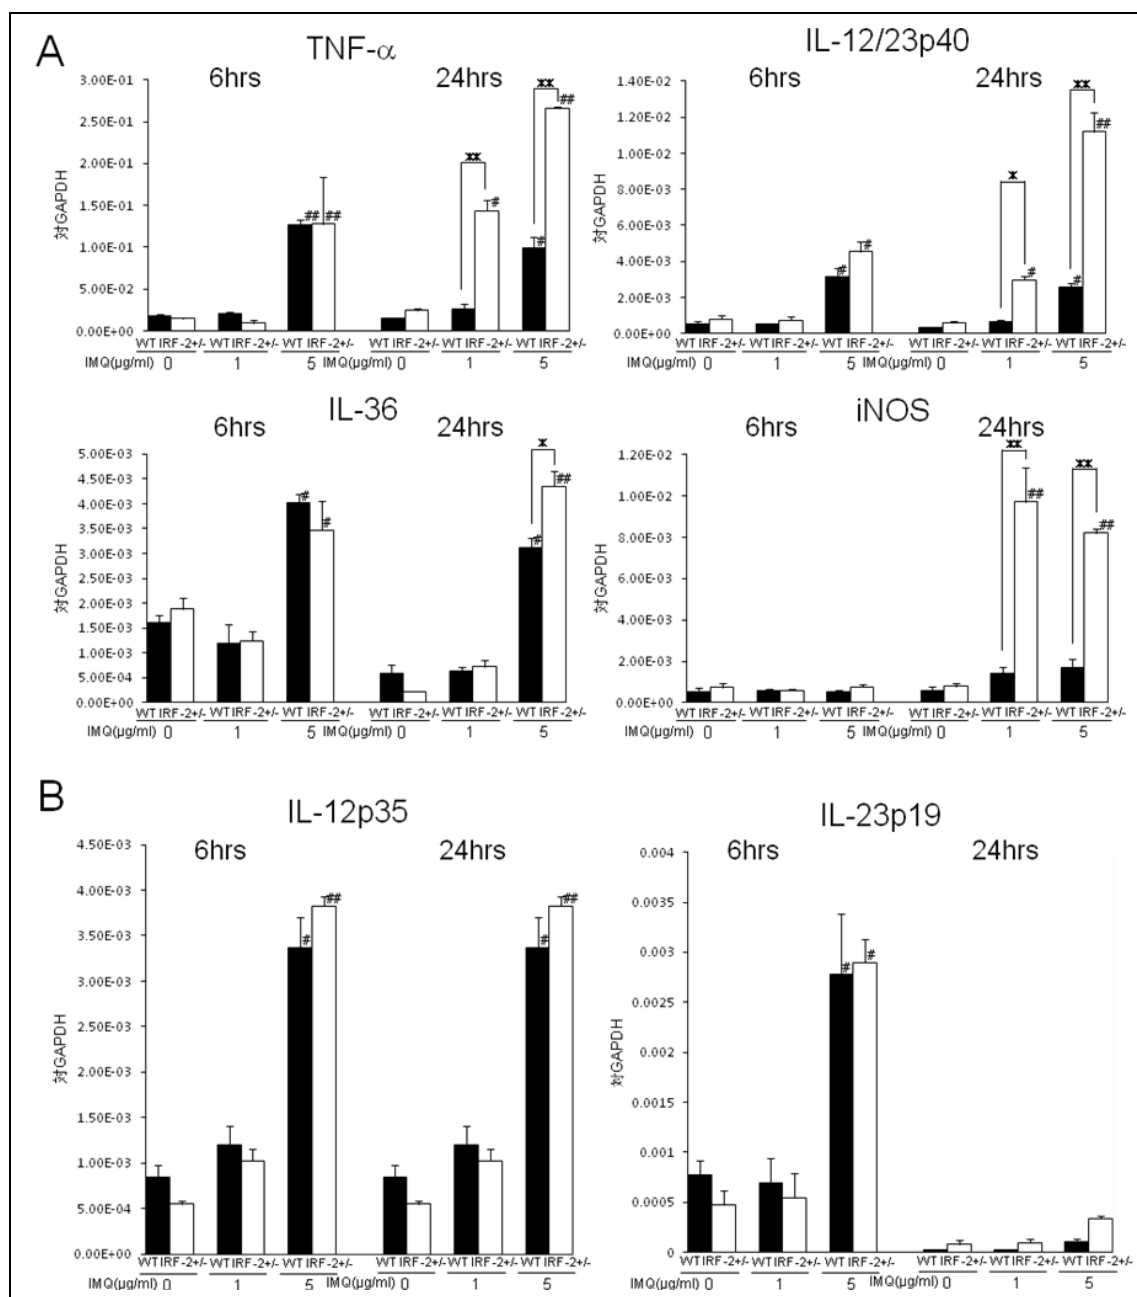 A
TNF-α
6hrs 24hrs
対GAPDH
3.00E-01
2.50E-01
2.00E-01
1.50E-01
1.00E-01
5.00E-02
0.00E+00
## ## ** # # ** ##
WT IRF-2+/- WT IRF-2+/- WT IRF-2+/- WT IRF-2+/- WT IRF-2+/- WT IRF-2+/-
IMQ(μg/ml) 0 1 5 IMQ(μg/ml) 0 1 5
IL-12/23p40
6hrs 24hrs
対GAPDH
1.40E-02
1.20E-02
1.00E-02
8.00E-03
6.00E-03
4.00E-03
2.00E-03
0.00E+00
# # * # # ** ##
WT IRF-2+/- WT IRF-2+/- WT IRF-2+/- WT IRF-2+/- WT IRF-2+/- WT IRF-2+/-
IMQ(μg/ml) 0 1 5 IMQ(μg/ml) 0 1 5
IL-36
6hrs 24hrs
対GAPDH
5.00E-03
4.50E-03
4.00E-03
3.50E-03
3.00E-03
2.50E-03
2.00E-03
1.50E-03
1.00E-03
5.00E-04
0.00E+00
# # # * ##
WT IRF-2+/- WT IRF-2+/- WT IRF-2+/- WT IRF-2+/- WT IRF-2+/- WT IRF-2+/-
IMQ(μg/ml) 0 1 5 IMQ(μg/ml) 0 1 5
iNOS
6hrs 24hrs
対GAPDH
1.20E-02
1.00E-02
8.00E-03
6.00E-03
4.00E-03
2.00E-03
0.00E+00
** ## ** ##
WT IRF-2+/- WT IRF-2+/- WT IRF-2+/- WT IRF-2+/- WT IRF-2+/- WT IRF-2+/-
IMQ(μg/ml) 0 1 5 IMQ(μg/ml) 0 1 5
B
IL-12p35
6hrs 24hrs
対GAPDH
4.50E-03
4.00E-03
3.50E-03
3.00E-03
2.50E-03
2.00E-03
1.50E-03
1.00E-03
5.00E-04
0.00E+00
# ## # ##
WT IRF-2+/- WT IRF-2+/- WT IRF-2+/- WT IRF-2+/- WT IRF-2+/- WT IRF-2+/-
IMQ(μg/ml) 0 1 5 IMQ(μg/ml) 0 1 5
IL-23p19
6hrs 24hrs
対GAPDH
0.004
0.0035
0.003
0.0025
0.002
0.0015
0.001
0.0005
0
# #
WT IRF-2+/- WT IRF-2+/- WT IRF-2+/- WT IRF-2+/- WT IRF-2+/- WT IRF-2+/-
IMQ(μg/ml) 0 1 5 IMQ(μg/ml) 0 1 5